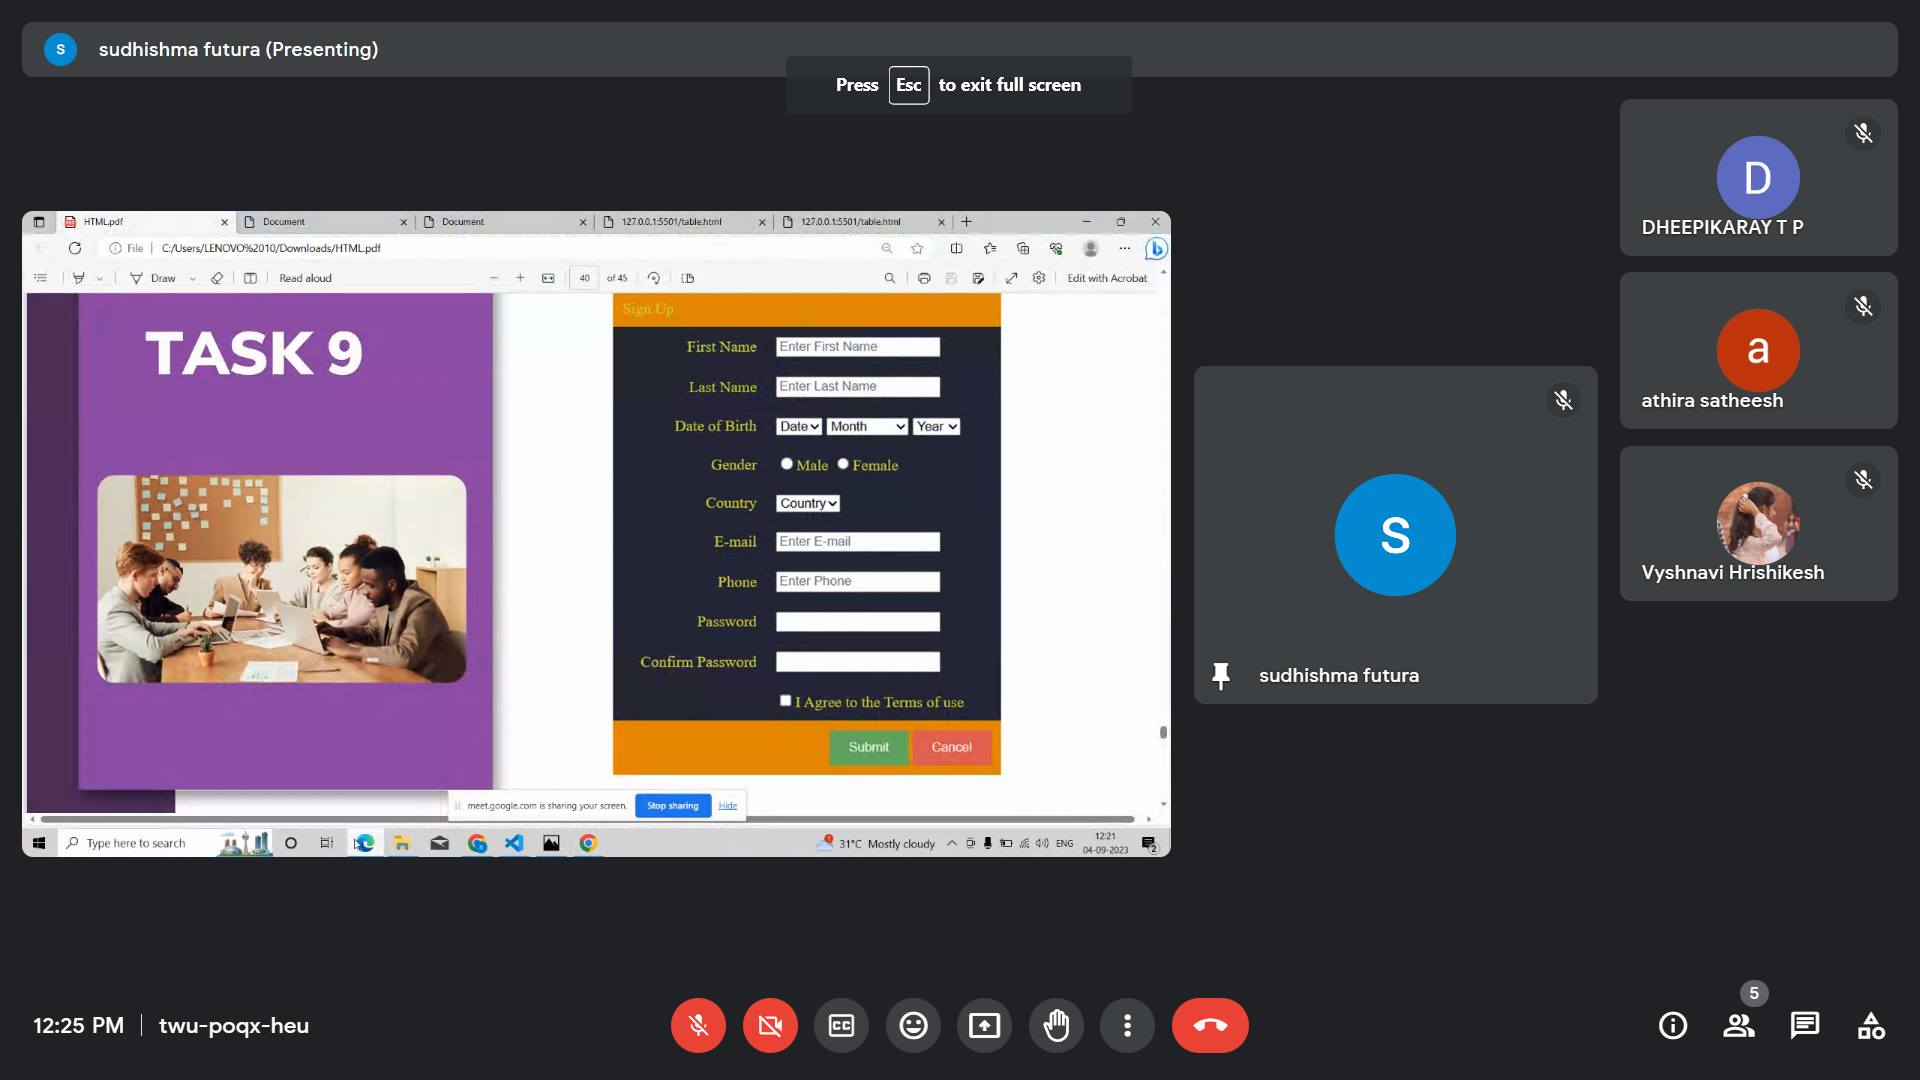 S sudhishma futura (Presenting)
Press Esc to exit full screen
HTML.pdf
Document
Document
127.0.0.1:5501/table.html
127.0.0.1:5501/table.html
File | C:/Users/LENOVO%2010/Downloads/HTML.pdf
Draw
Read aloud
40 of 45
Edit with Acrobat
TASK 9
Sign Up
First Name Enter First Name
Last Name Enter Last Name
Date of Birth Date Month Year
Gender Male Female
Country Country
E-mail Enter E-mail
Phone Enter Phone
Password
Confirm Password
I Agree to the Terms of use
Submit Cancel
meet.google.com is sharing your screen. Stop sharing Hide
Type here to search
31°C Mostly cloudy
ENG
12:21
04-09-2023
2
S
sudhishma futura
D
DHEEPIKARAY T P
a
athira satheesh
Vyshnavi Hrishikesh
12:25 PM | twu-poqx-heu
CC
5